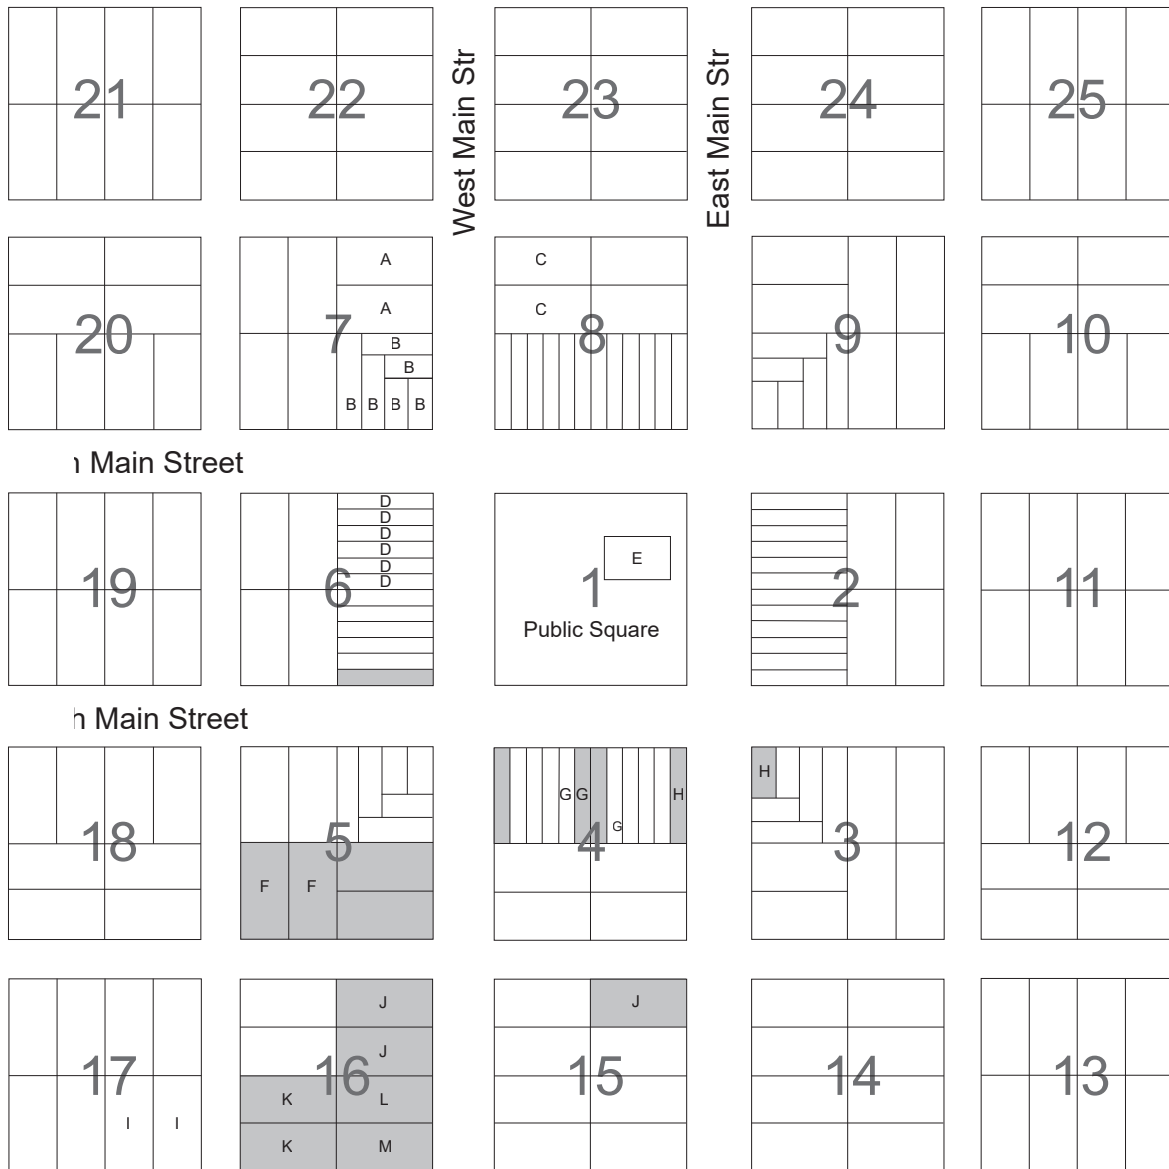 21 22 23 24 25
West Main Str
East Main Str
20 7 8 9 10
A
A
B
B
B B B B
C
C
Main Street
19 6 1 2 11
D
D
D
D
D
D
E
Public Square
Main Street
18 5 4 3 12
F F
G G H
G
H
17 16 15 14 13
I I
J
J
K L
K M
J